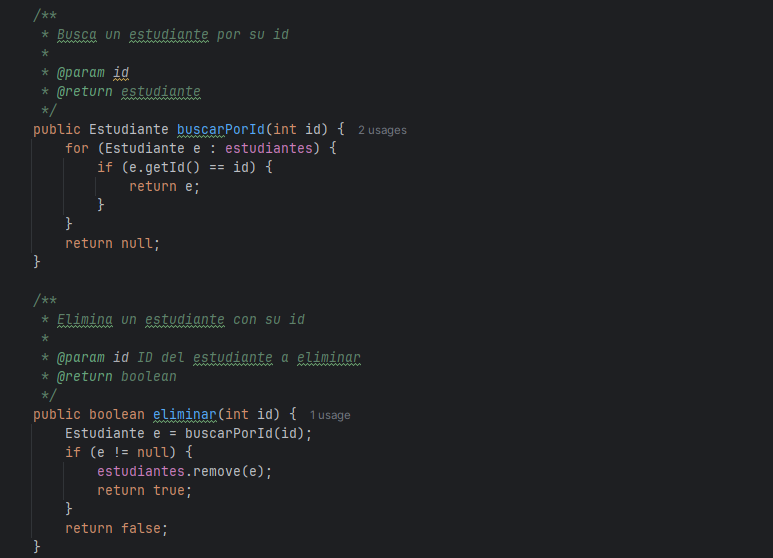 /**
 * Busca un estudiante por su id
 *
 * @param id
 * @return estudiante
 */
public Estudiante buscarPorId(int id) { 2 usages
    for (Estudiante e : estudiantes) {
        if (e.getId() == id) {
            return e;
        }
    }
    return null;
}

/**
 * Elimina un estudiante con su id
 *
 * @param id ID del estudiante a eliminar
 * @return boolean
 */
public boolean eliminar(int id) { 1 usage
    Estudiante e = buscarPorId(id);
    if (e != null) {
        estudiantes.remove(e);
        return true;
    }
    return false;
}